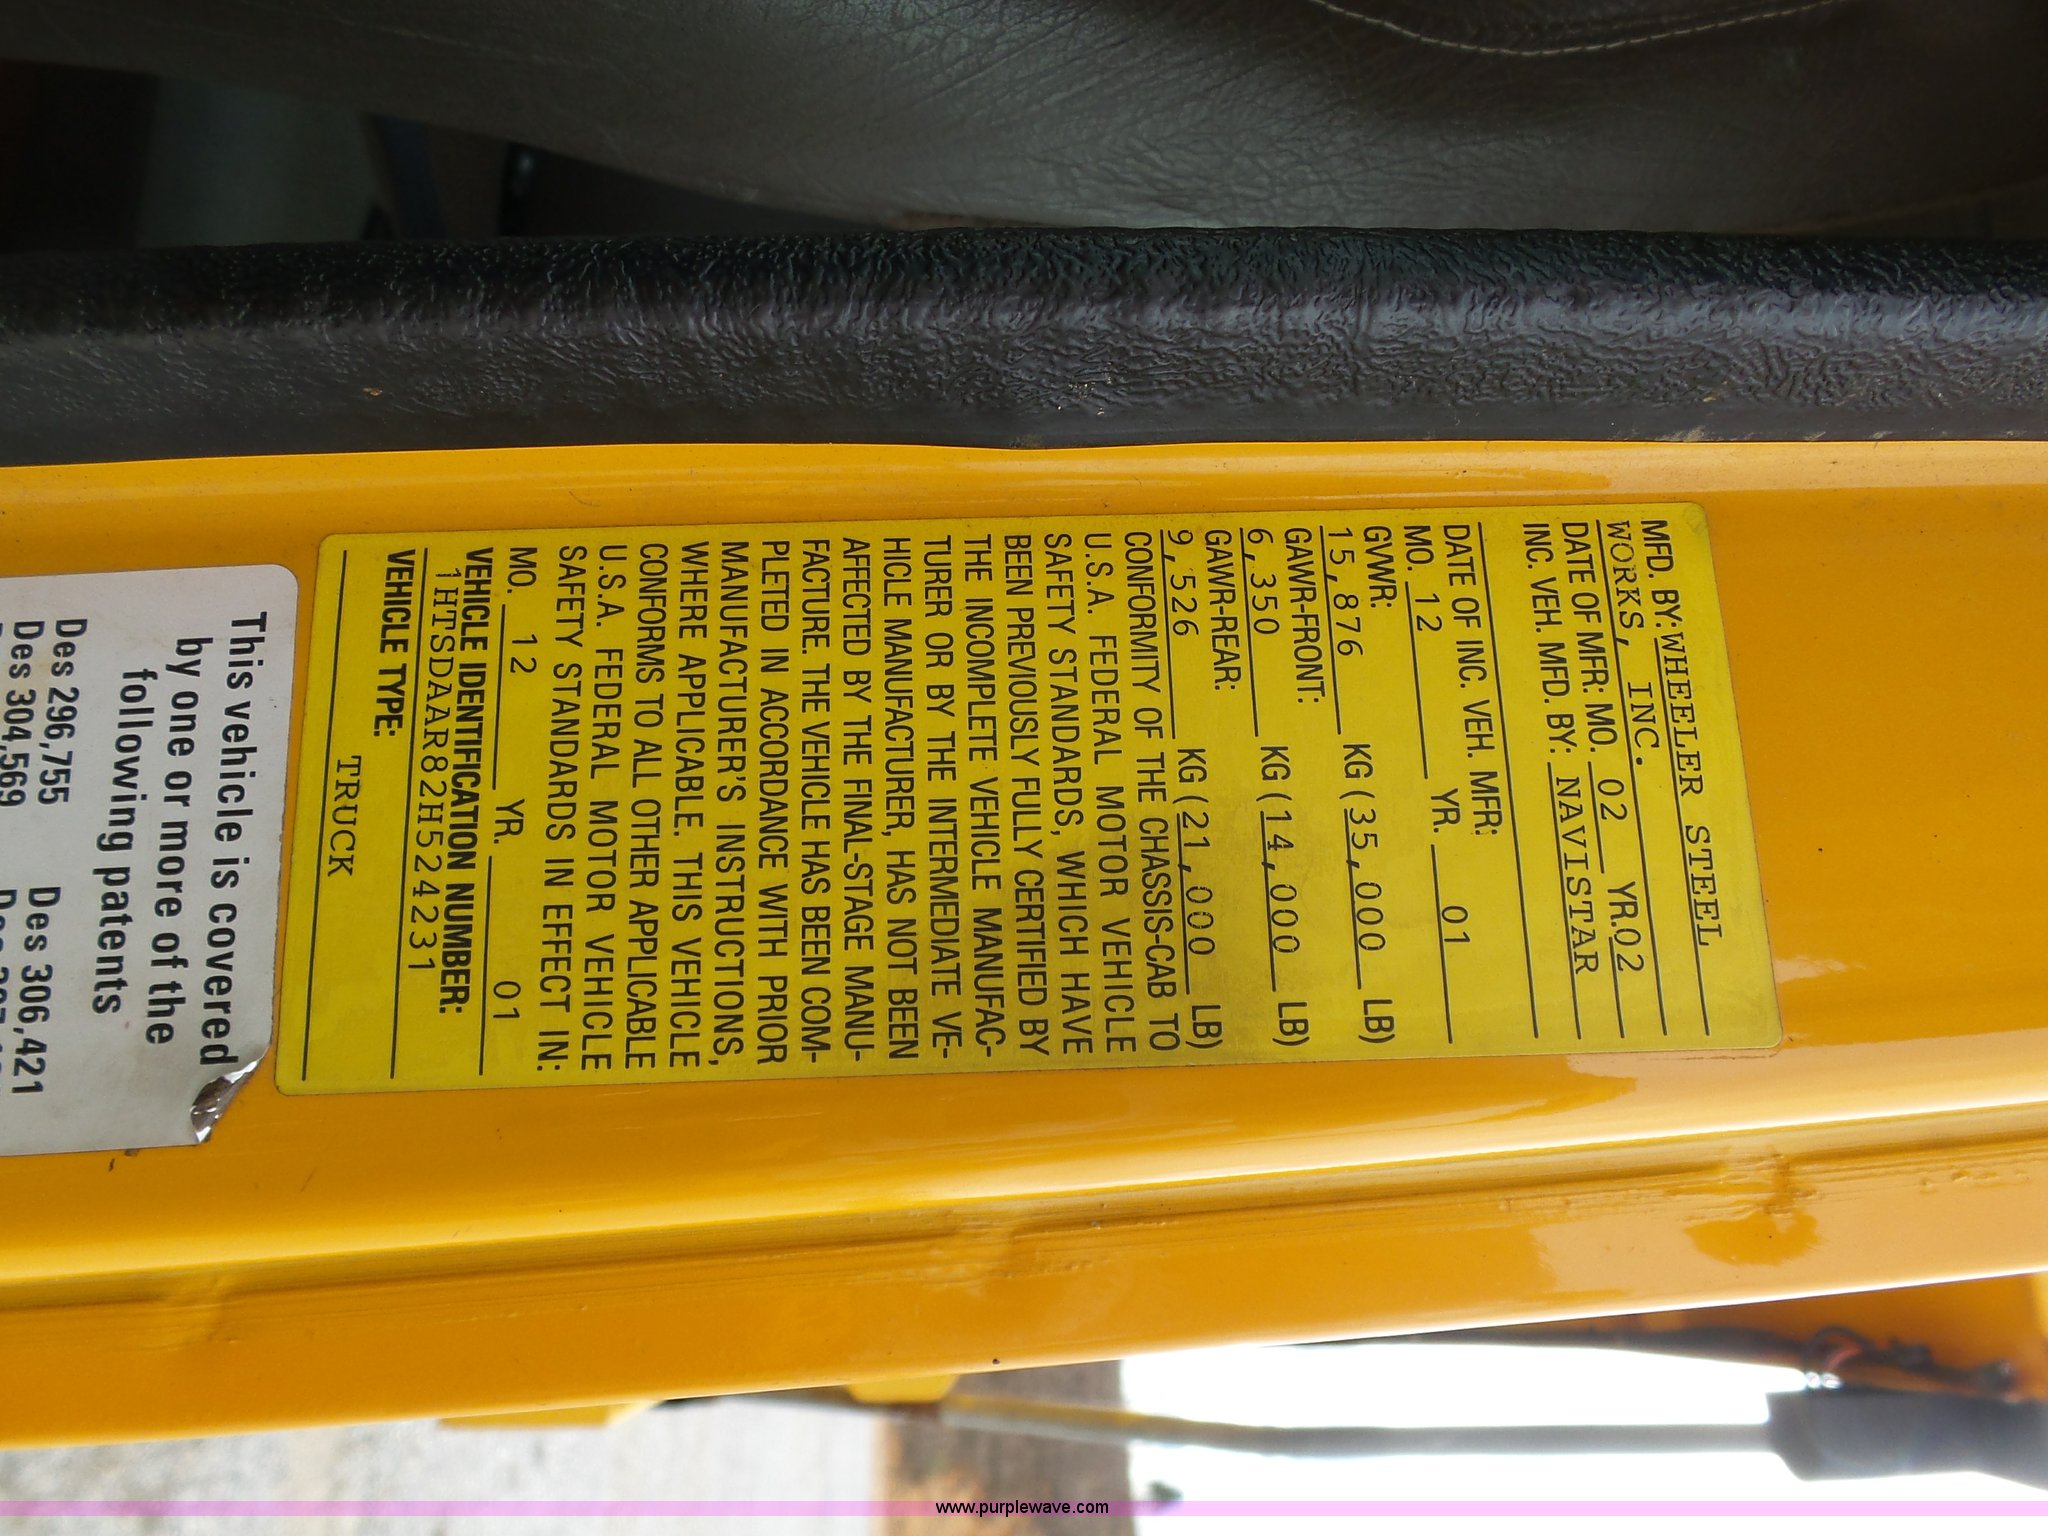 MFD. BY: WHEELER STEEL
WORKS, INC.
DATE OF MFR: MO. 02 YR. 02
INC. VEH. MFD. BY: NAVISTAR
DATE OF INC. VEH. MFR:
MO. 12 YR. 01
GVWR:
15,876 KG (35,000 LB)
GAWR-FRONT:
6,350 KG (14,000 LB)
GAWR-REAR:
9,526 KG (21,000 LB)
CONFORMITY OF THE CHASSIS-CAB TO
U.S.A. FEDERAL MOTOR VEHICLE
SAFETY STANDARDS, WHICH HAVE
BEEN PREVIOUSLY FULLY CERTIFIED BY
THE INCOMPLETE VEHICLE MANUFAC-
TURER OR BY THE INTERMEDIATE VE-
HICLE MANUFACTURER, HAS NOT BEEN
AFFECTED BY THE FINAL-STAGE MANU-
FACTURE. THE VEHICLE HAS BEEN COM-
PLETED IN ACCORDANCE WITH PRIOR
MANUFACTURER'S INSTRUCTIONS,
WHERE APPLICABLE. THIS VEHICLE
CONFORMS TO ALL OTHER APPLICABLE
U.S.A. FEDERAL MOTOR VEHICLE
SAFETY STANDARDS IN EFFECT IN:
MO. 12 YR. 01
VEHICLE IDENTIFICATION NUMBER:
1HTSDAAR82H524231
VEHICLE TYPE:
TRUCK
This vehicle is covered
by one or more of the
following patents
Des 296,755 Des 306,421
Des 304,569
www.purplewave.com